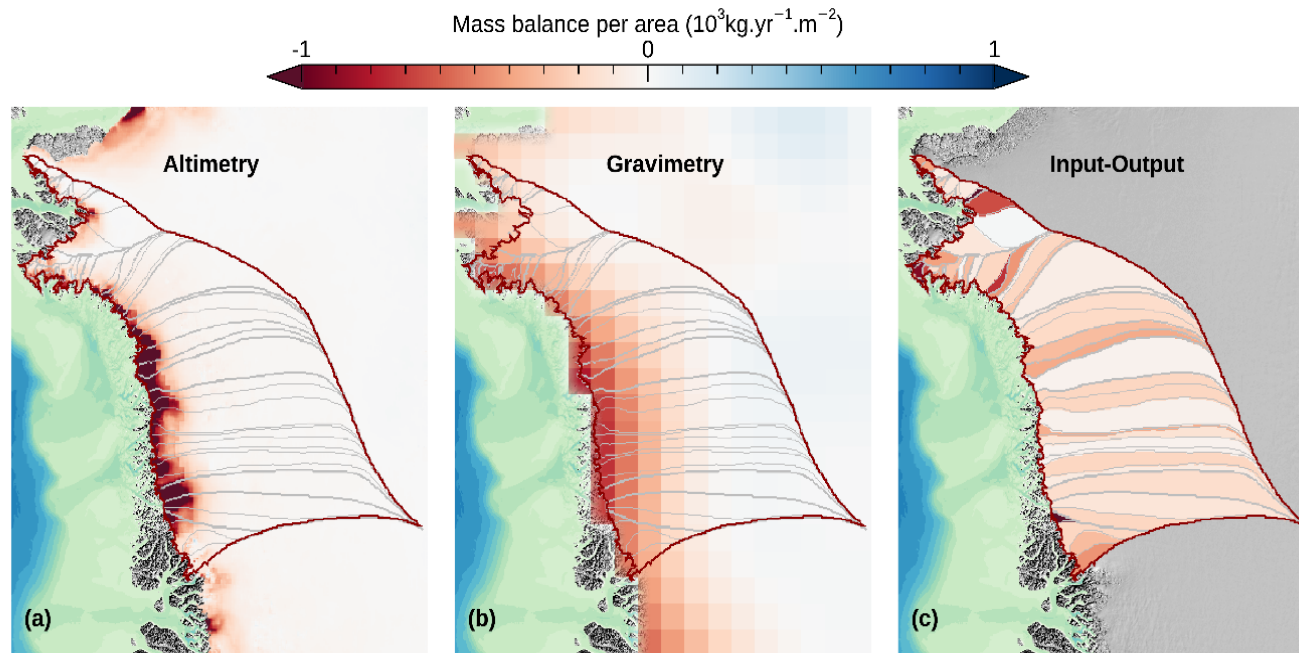 Mass balance per area (10³kg.yr⁻¹.m⁻²)
-1 0 1
Altimetry Gravimetry Input-Output
(a) (b) (c)